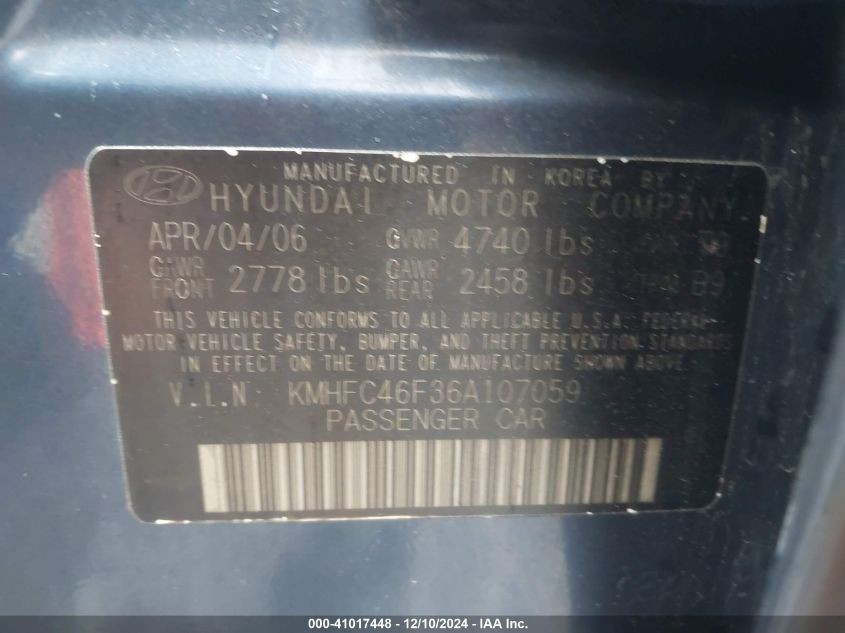 MANUFACTURED IN KOREA BY
HYUNDAI MOTOR COMPANY
APR/04/06 GVWR 4740 lbs
GAWR FRONT 2778 lbs GAWR REAR 2458 lbs
THIS VEHICLE CONFORMS TO ALL APPLICABLE U.S.A. FEDERAL
MOTOR VEHICLE SAFETY, BUMPER, AND THEFT PREVENTION STANDARDS
IN EFFECT ON THE DATE OF MANUFACTURE SHOWN ABOVE.
V.I.N KMHFC46F36A107059
PASSENGER CAR
000-41017448 - 12/10/2024 - IAA Inc.